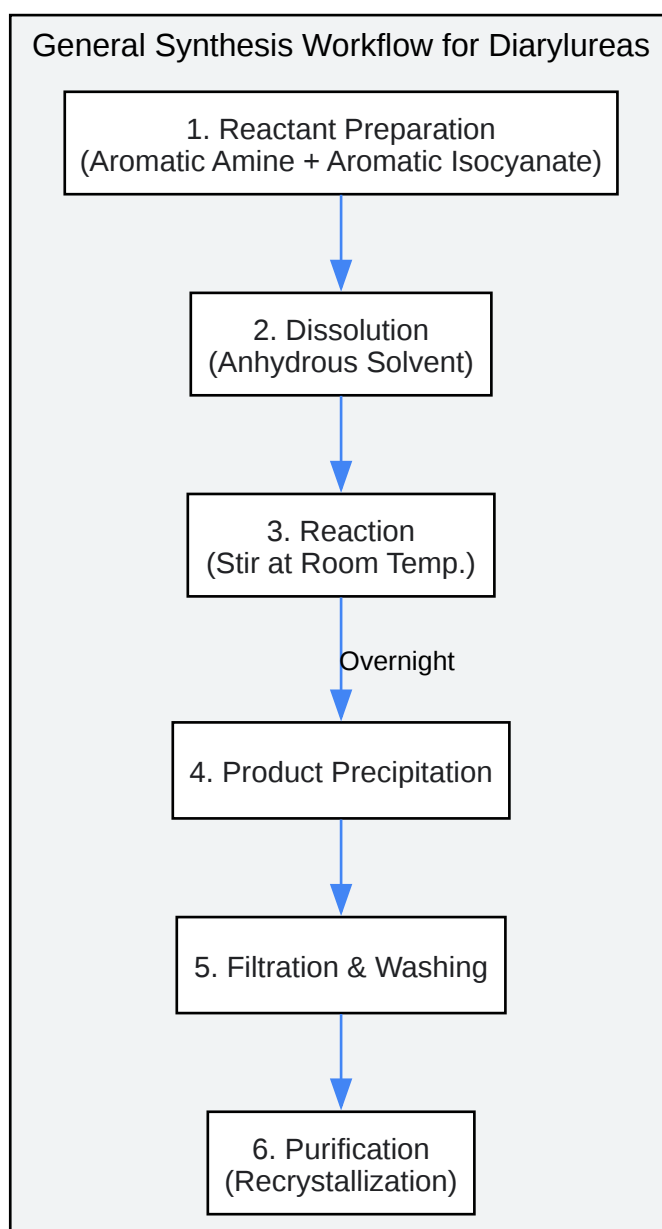 General Synthesis Workflow for Diarylureas
1. Reactant Preparation
(Aromatic Amine + Aromatic Isocyanate)
2. Dissolution
(Anhydrous Solvent)
3. Reaction
(Stir at Room Temp.)
Overnight
4. Product Precipitation
5. Filtration & Washing
6. Purification
(Recrystallization)